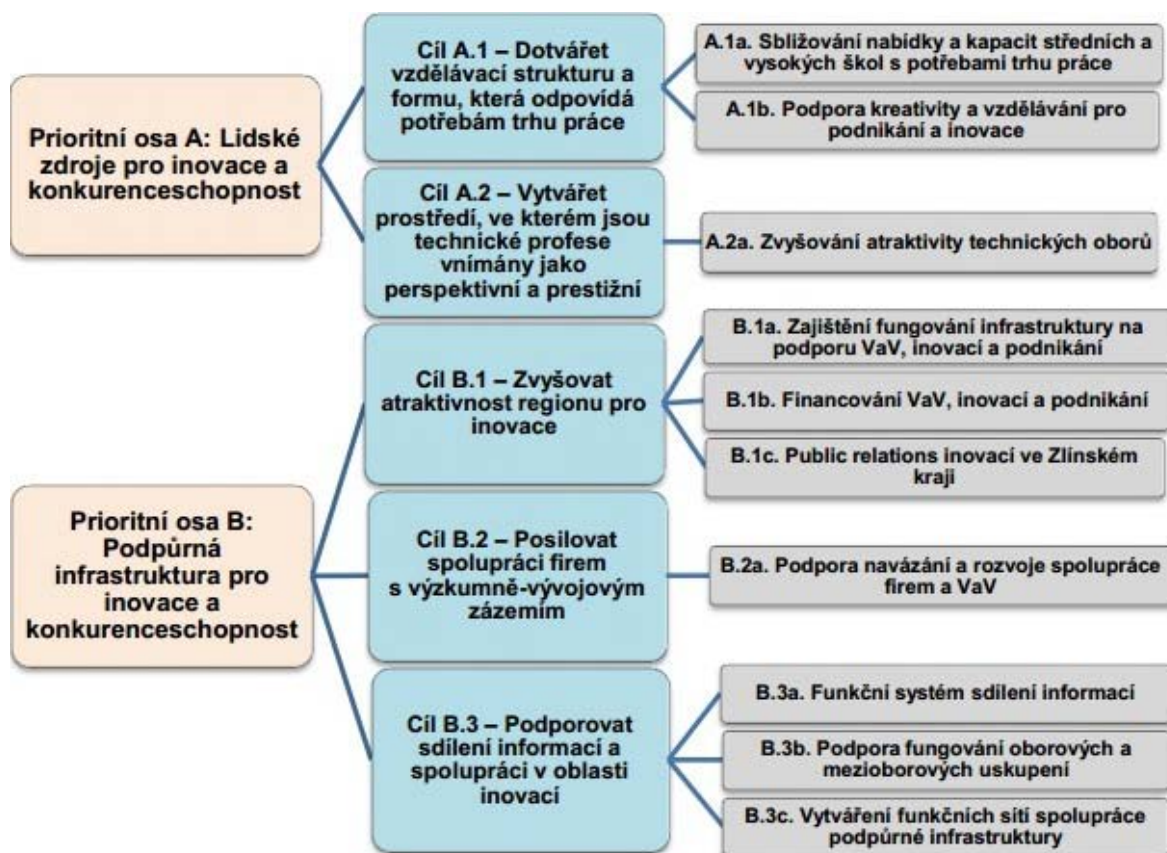 Prioritní osa A: Lidské
zdroje pro inovace a
konkurenceschopnost
Cíl A.1 – Dotvářet
vzdělávací strukturu a
formu, která odpovídá
potřebám trhu práce
A.1a. Sbližování nabídky a kapacit středních a
vysokých škol s potřebami trhu práce
A.1b. Podpora kreativity a vzdělávání pro
podnikání a inovace
Cíl A.2 – Vytvářet
prostředí, ve kterém jsou
technické profese
vnímány jako
perspektivní a prestižní
A.2a. Zvyšování atraktivity technických oborů
Prioritní osa B:
Podpůrná
infrastruktura pro
inovace a
konkurenceschopnost
Cíl B.1 – Zvyšovat
atraktivnost regionu pro
inovace
B.1a. Zajištění fungování infrastruktury na
podporu VaV, inovací a podnikání
B.1b. Financování VaV, inovací a podnikání
B.1c. Public relations inovací ve Zlínském
kraji
Cíl B.2 – Posilovat
spolupráci firem
s výzkumně-vývojovým
zázemím
B.2a. Podpora navázání a rozvoje spolupráce
firem a VaV
Cíl B.3 – Podporovat
sdílení informací a
spolupráci v oblasti
inovací
B.3a. Funkční systém sdílení informací
B.3b. Podpora fungování oborových a
mezioborových uskupení
B.3c. Vytváření funkčních sítí spolupráce
podpůrné infrastruktury